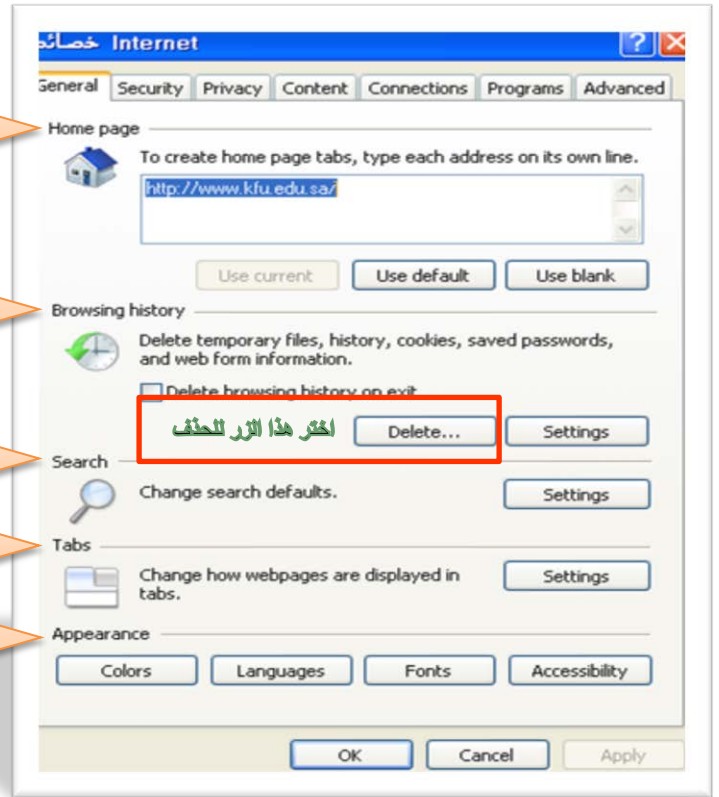 خصائص Internet
General Security Privacy Content Connections Programs Advanced
Home page
To create home page tabs, type each address on its own line.
http://www.kfu.edu.sa/
Use current Use default Use blank
Browsing history
Delete temporary files, history, cookies, saved passwords,
and web form information.
Delete browsing history on exit
اختر هذا الزر للحذف Delete... Settings
Search
Change search defaults. Settings
Tabs
Change how webpages are displayed in
tabs. Settings
Appearance
Colors Languages Fonts Accessibility
OK Cancel Apply